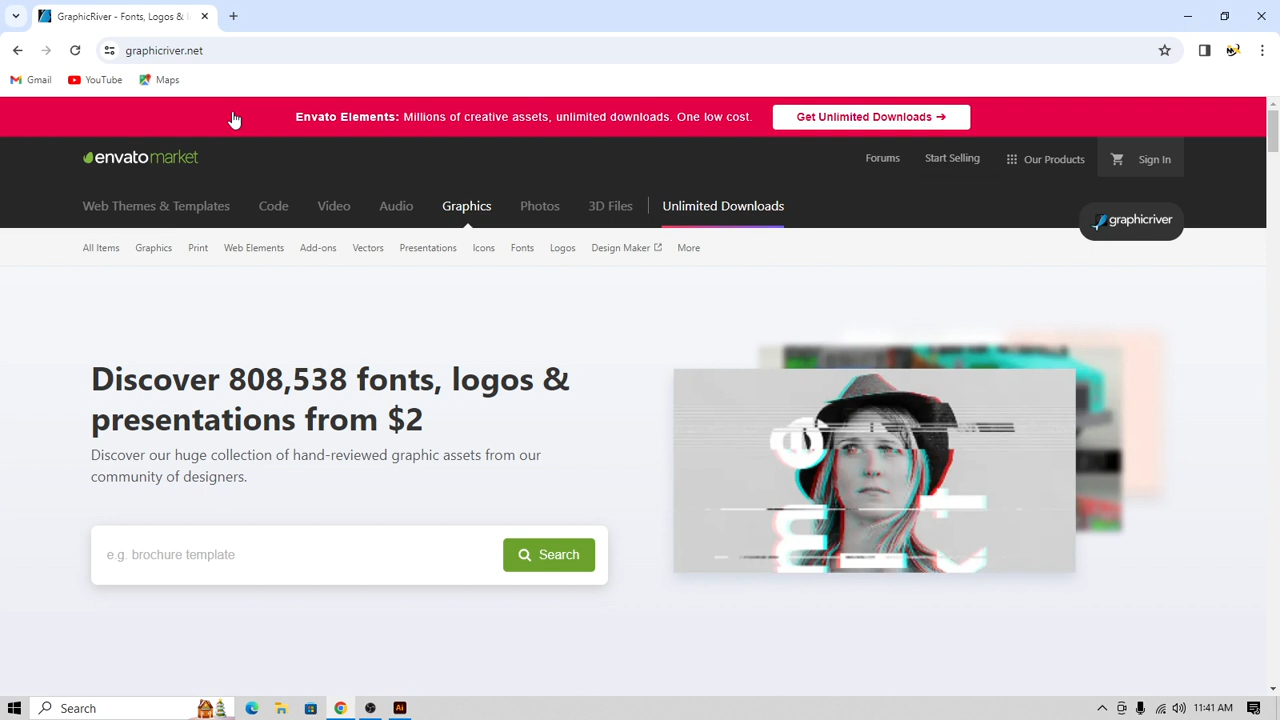 GraphicRiver - Fonts, Logos & I
graphicriver.net
Gmail YouTube Maps
Envato Elements: Millions of creative assets, unlimited downloads. One low cost. Get Unlimited Downloads →
envatomarket Forums Start Selling Our Products Sign In
Web Themes & Templates Code Video Audio Graphics Photos 3D Files Unlimited Downloads
graphicriver
All Items Graphics Print Web Elements Add-ons Vectors Presentations Icons Fonts Logos Design Maker More
Discover 808,538 fonts, logos &
presentations from $2
Discover our huge collection of hand-reviewed graphic assets from our
community of designers.
e.g. brochure template Search
Search Ai 11:41 AM